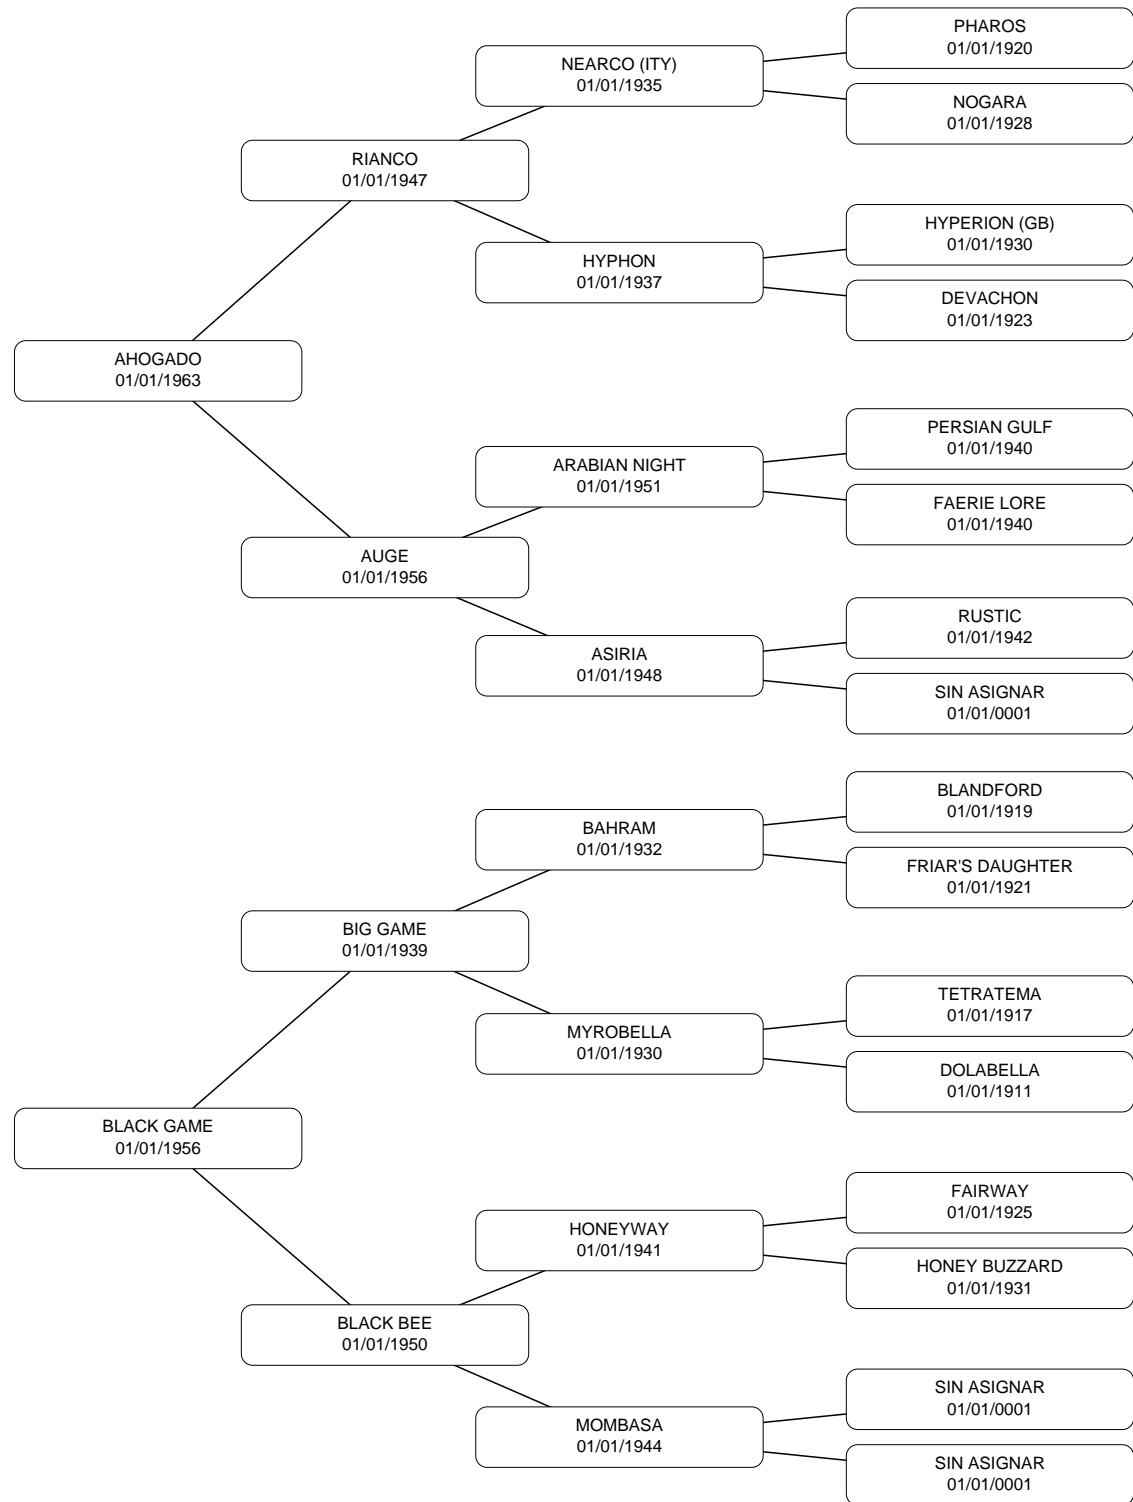 PHAROS
01/01/1920
NEARCO (ITY)
01/01/1935
NOGARA
01/01/1928
RIANCO
01/01/1947
HYPERION (GB)
01/01/1930
HYPHON
01/01/1937
DEVACHON
01/01/1923
AHOGADO
01/01/1963
PERSIAN GULF
01/01/1940
ARABIAN NIGHT
01/01/1951
FAERIE LORE
01/01/1940
AUGE
01/01/1956
RUSTIC
01/01/1942
ASIRIA
01/01/1948
SIN ASIGNAR
01/01/0001
BLANDFORD
01/01/1919
BAHRAM
01/01/1932
FRIAR'S DAUGHTER
01/01/1921
BIG GAME
01/01/1939
TETRATEMA
01/01/1917
MYROBELLA
01/01/1930
DOLABELLA
01/01/1911
BLACK GAME
01/01/1956
FAIRWAY
01/01/1925
HONEYWAY
01/01/1941
HONEY BUZZARD
01/01/1931
BLACK BEE
01/01/1950
SIN ASIGNAR
01/01/0001
MOMBASA
01/01/1944
SIN ASIGNAR
01/01/0001